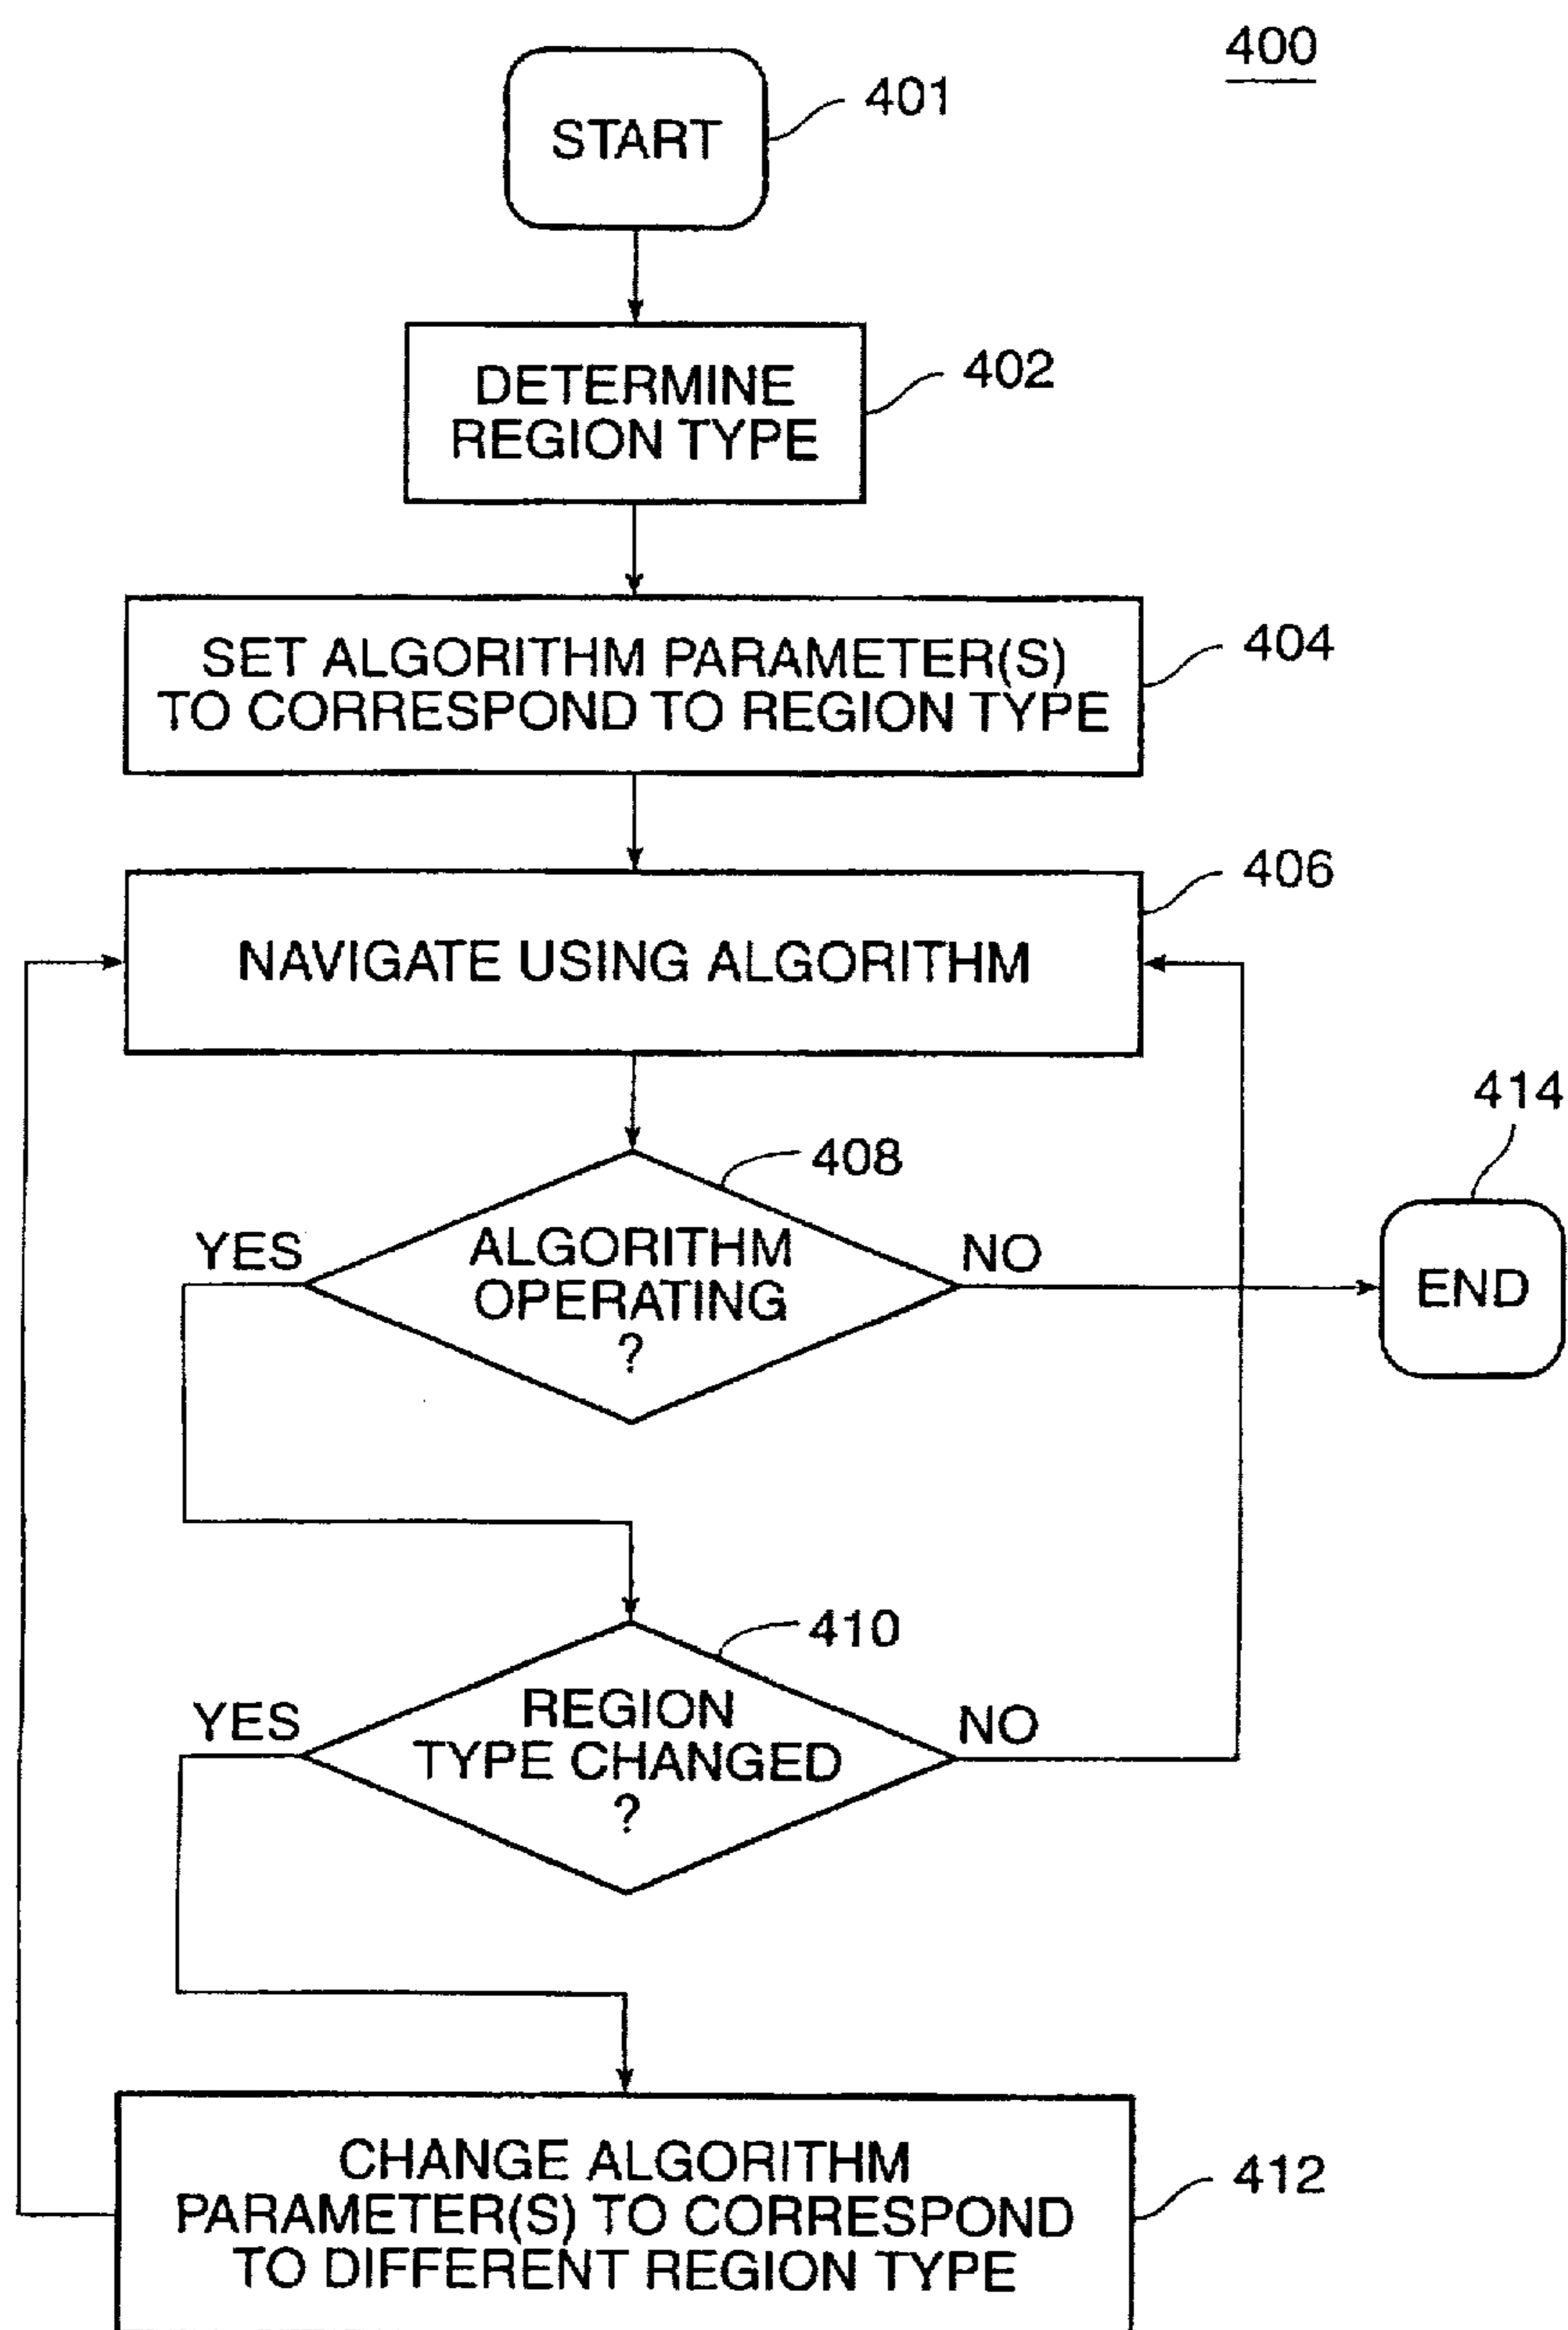 400
START
401
DETERMINE
REGION TYPE
402
SET ALGORITHM PARAMETER(S)
TO CORRESPOND TO REGION TYPE
404
NAVIGATE USING ALGORITHM
406
408
ALGORITHM
OPERATING
?
YES
NO
414
END
410
REGION
TYPE CHANGED
?
YES
NO
CHANGE ALGORITHM
PARAMETER(S) TO CORRESPOND
TO DIFFERENT REGION TYPE
412